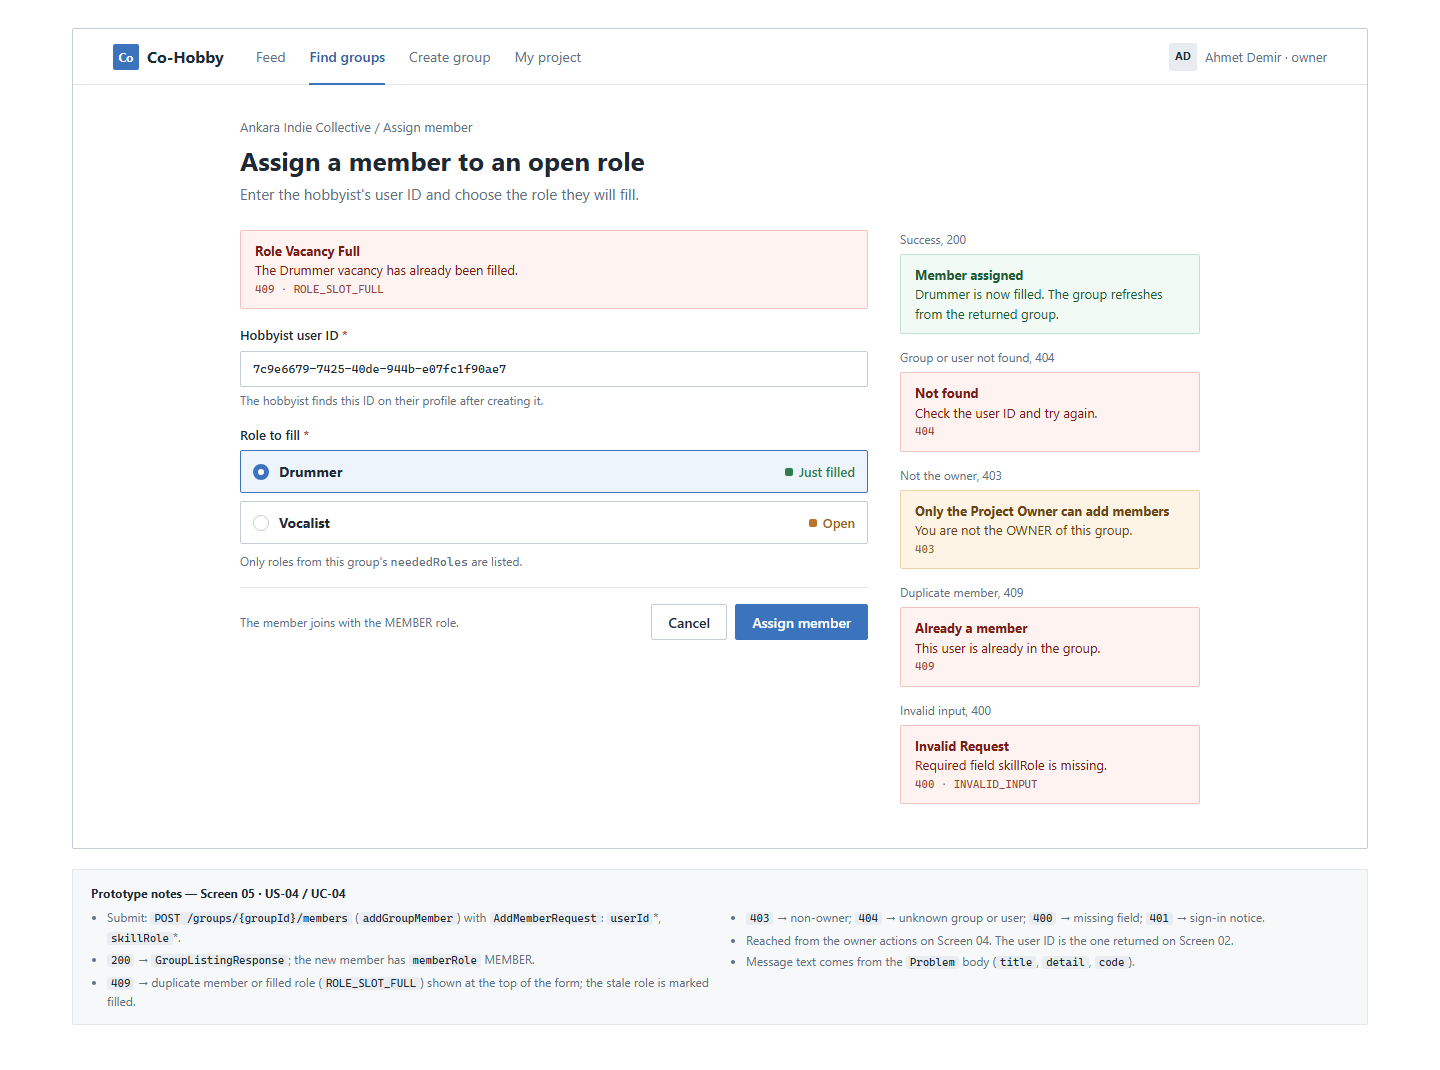 Co Co-Hobby Feed Find groups Create group My project AD Ahmet Demir · owner
Ankara Indie Collective / Assign member
Assign a member to an open role
Enter the hobbyist's user ID and choose the role they will fill.
Role Vacancy Full
The Drummer vacancy has already been filled.
409 · ROLE_SLOT_FULL
Hobbyist user ID *
7c9e6679-7425-40de-944b-e07fc1f90ae7
The hobbyist finds this ID on their profile after creating it.
Role to fill *
Drummer Just filled
Vocalist Open
Only roles from this group's neededRoles are listed.
The member joins with the MEMBER role. Cancel Assign member
Success, 200
Member assigned
Drummer is now filled. The group refreshes
from the returned group.
Group or user not found, 404
Not found
Check the user ID and try again.
404
Not the owner, 403
Only the Project Owner can add members
You are not the OWNER of this group.
403
Duplicate member, 409
Already a member
This user is already in the group.
409
Invalid input, 400
Invalid Request
Required field skillRole is missing.
400 · INVALID_INPUT
Prototype notes — Screen 05 · US-04 / UC-04
• Submit: POST /groups/{groupId}/members ( addGroupMember ) with AddMemberRequest : userId *,
skillRole *.
• 200 → GroupListingResponse ; the new member has memberRole MEMBER.
• 409 → duplicate member or filled role ( ROLE_SLOT_FULL ) shown at the top of the form; the stale role is marked
filled.
• 403 → non-owner; 404 → unknown group or user; 400 → missing field; 401 → sign-in notice.
• Reached from the owner actions on Screen 04. The user ID is the one returned on Screen 02.
• Message text comes from the Problem body ( title , detail , code ).